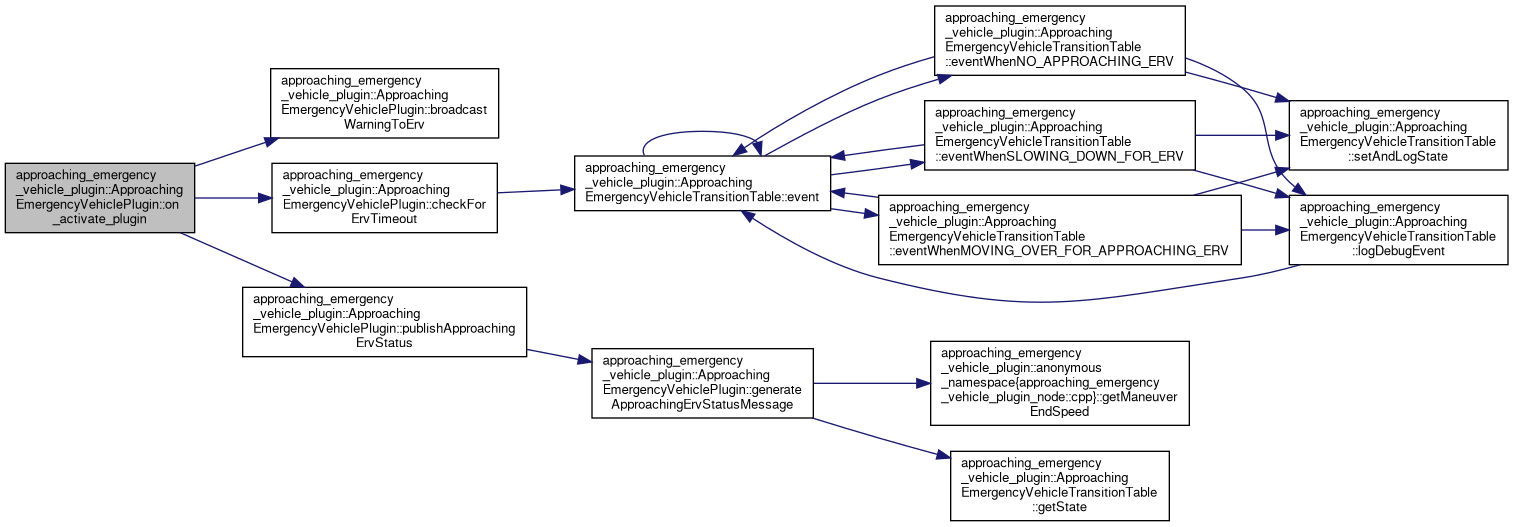 approaching_emergency
_vehicle_plugin::Approaching
EmergencyVehiclePlugin::on
_activate_plugin
approaching_emergency
_vehicle_plugin::Approaching
EmergencyVehiclePlugin::broadcast
WarningToErv
approaching_emergency
_vehicle_plugin::Approaching
EmergencyVehiclePlugin::checkFor
ErvTimeout
approaching_emergency
_vehicle_plugin::Approaching
EmergencyVehicleTransitionTable::event
approaching_emergency
_vehicle_plugin::Approaching
EmergencyVehicleTransitionTable
::eventWhenNO_APPROACHING_ERV
approaching_emergency
_vehicle_plugin::Approaching
EmergencyVehicleTransitionTable
::eventWhenSLOWING_DOWN_FOR_ERV
approaching_emergency
_vehicle_plugin::Approaching
EmergencyVehicleTransitionTable
::eventWhenMOVING_OVER_FOR_APPROACHING_ERV
approaching_emergency
_vehicle_plugin::Approaching
EmergencyVehicleTransitionTable
::setAndLogState
approaching_emergency
_vehicle_plugin::Approaching
EmergencyVehicleTransitionTable
::logDebugEvent
approaching_emergency
_vehicle_plugin::Approaching
EmergencyVehiclePlugin::publishApproaching
ErvStatus
approaching_emergency
_vehicle_plugin::Approaching
EmergencyVehiclePlugin::generate
ApproachingErvStatusMessage
approaching_emergency
_vehicle_plugin::anonymous
_namespace{approaching_emergency
_vehicle_plugin_node::cpp}::getManeuver
EndSpeed
approaching_emergency
_vehicle_plugin::Approaching
EmergencyVehicleTransitionTable
::getState